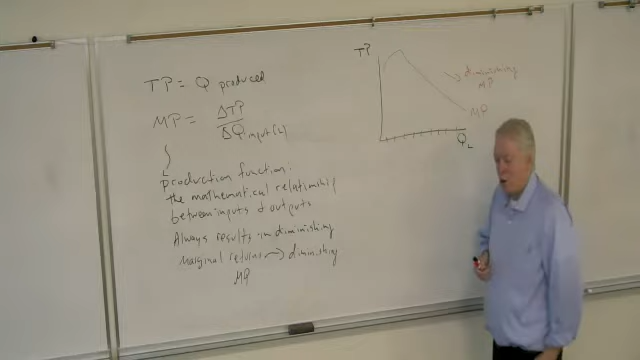 TP = Q produced
MP = ΔTP
ΔQ input (L)
production function:
the mathematical relationship
between inputs & outputs
Always results in diminishing
marginal returns → diminishing
MP
TP
diminishing
MP
MP
Q L